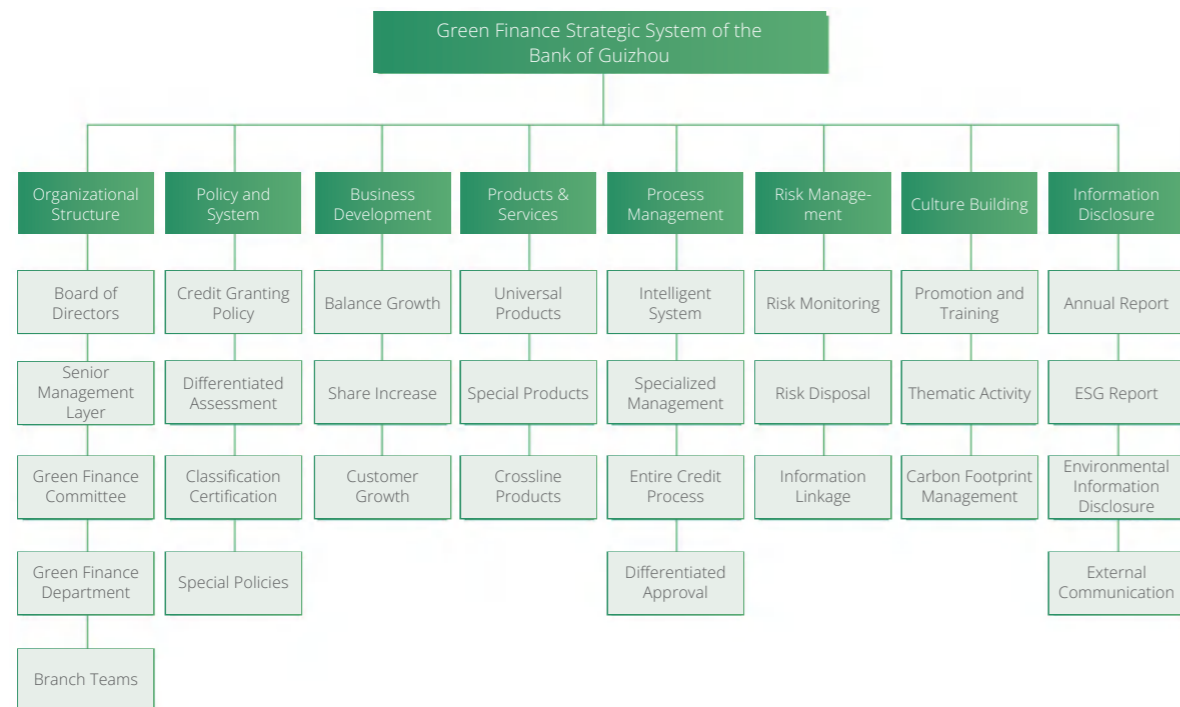 Green Finance Strategic System of the
Bank of Guizhou
Organizational
Structure
Policy and
System
Business
Development
Products &
Services
Process
Management
Risk Manage-
ment
Culture Building
Information
Disclosure
Board of
Directors
Credit Granting
Policy
Balance Growth
Universal
Products
Intelligent
System
Risk Monitoring
Promotion and
Training
Annual Report
Senior
Management
Layer
Differentiated
Assessment
Share Increase
Special Products
Specialized
Management
Risk Disposal
Thematic Activity
ESG Report
Green Finance
Committee
Classification
Certification
Customer
Growth
Crossline
Products
Entire Credit
Process
Information
Linkage
Carbon Footprint
Management
Environmental
Information
Disclosure
Green Finance
Department
Special Policies
Differentiated
Approval
External
Communication
Branch Teams